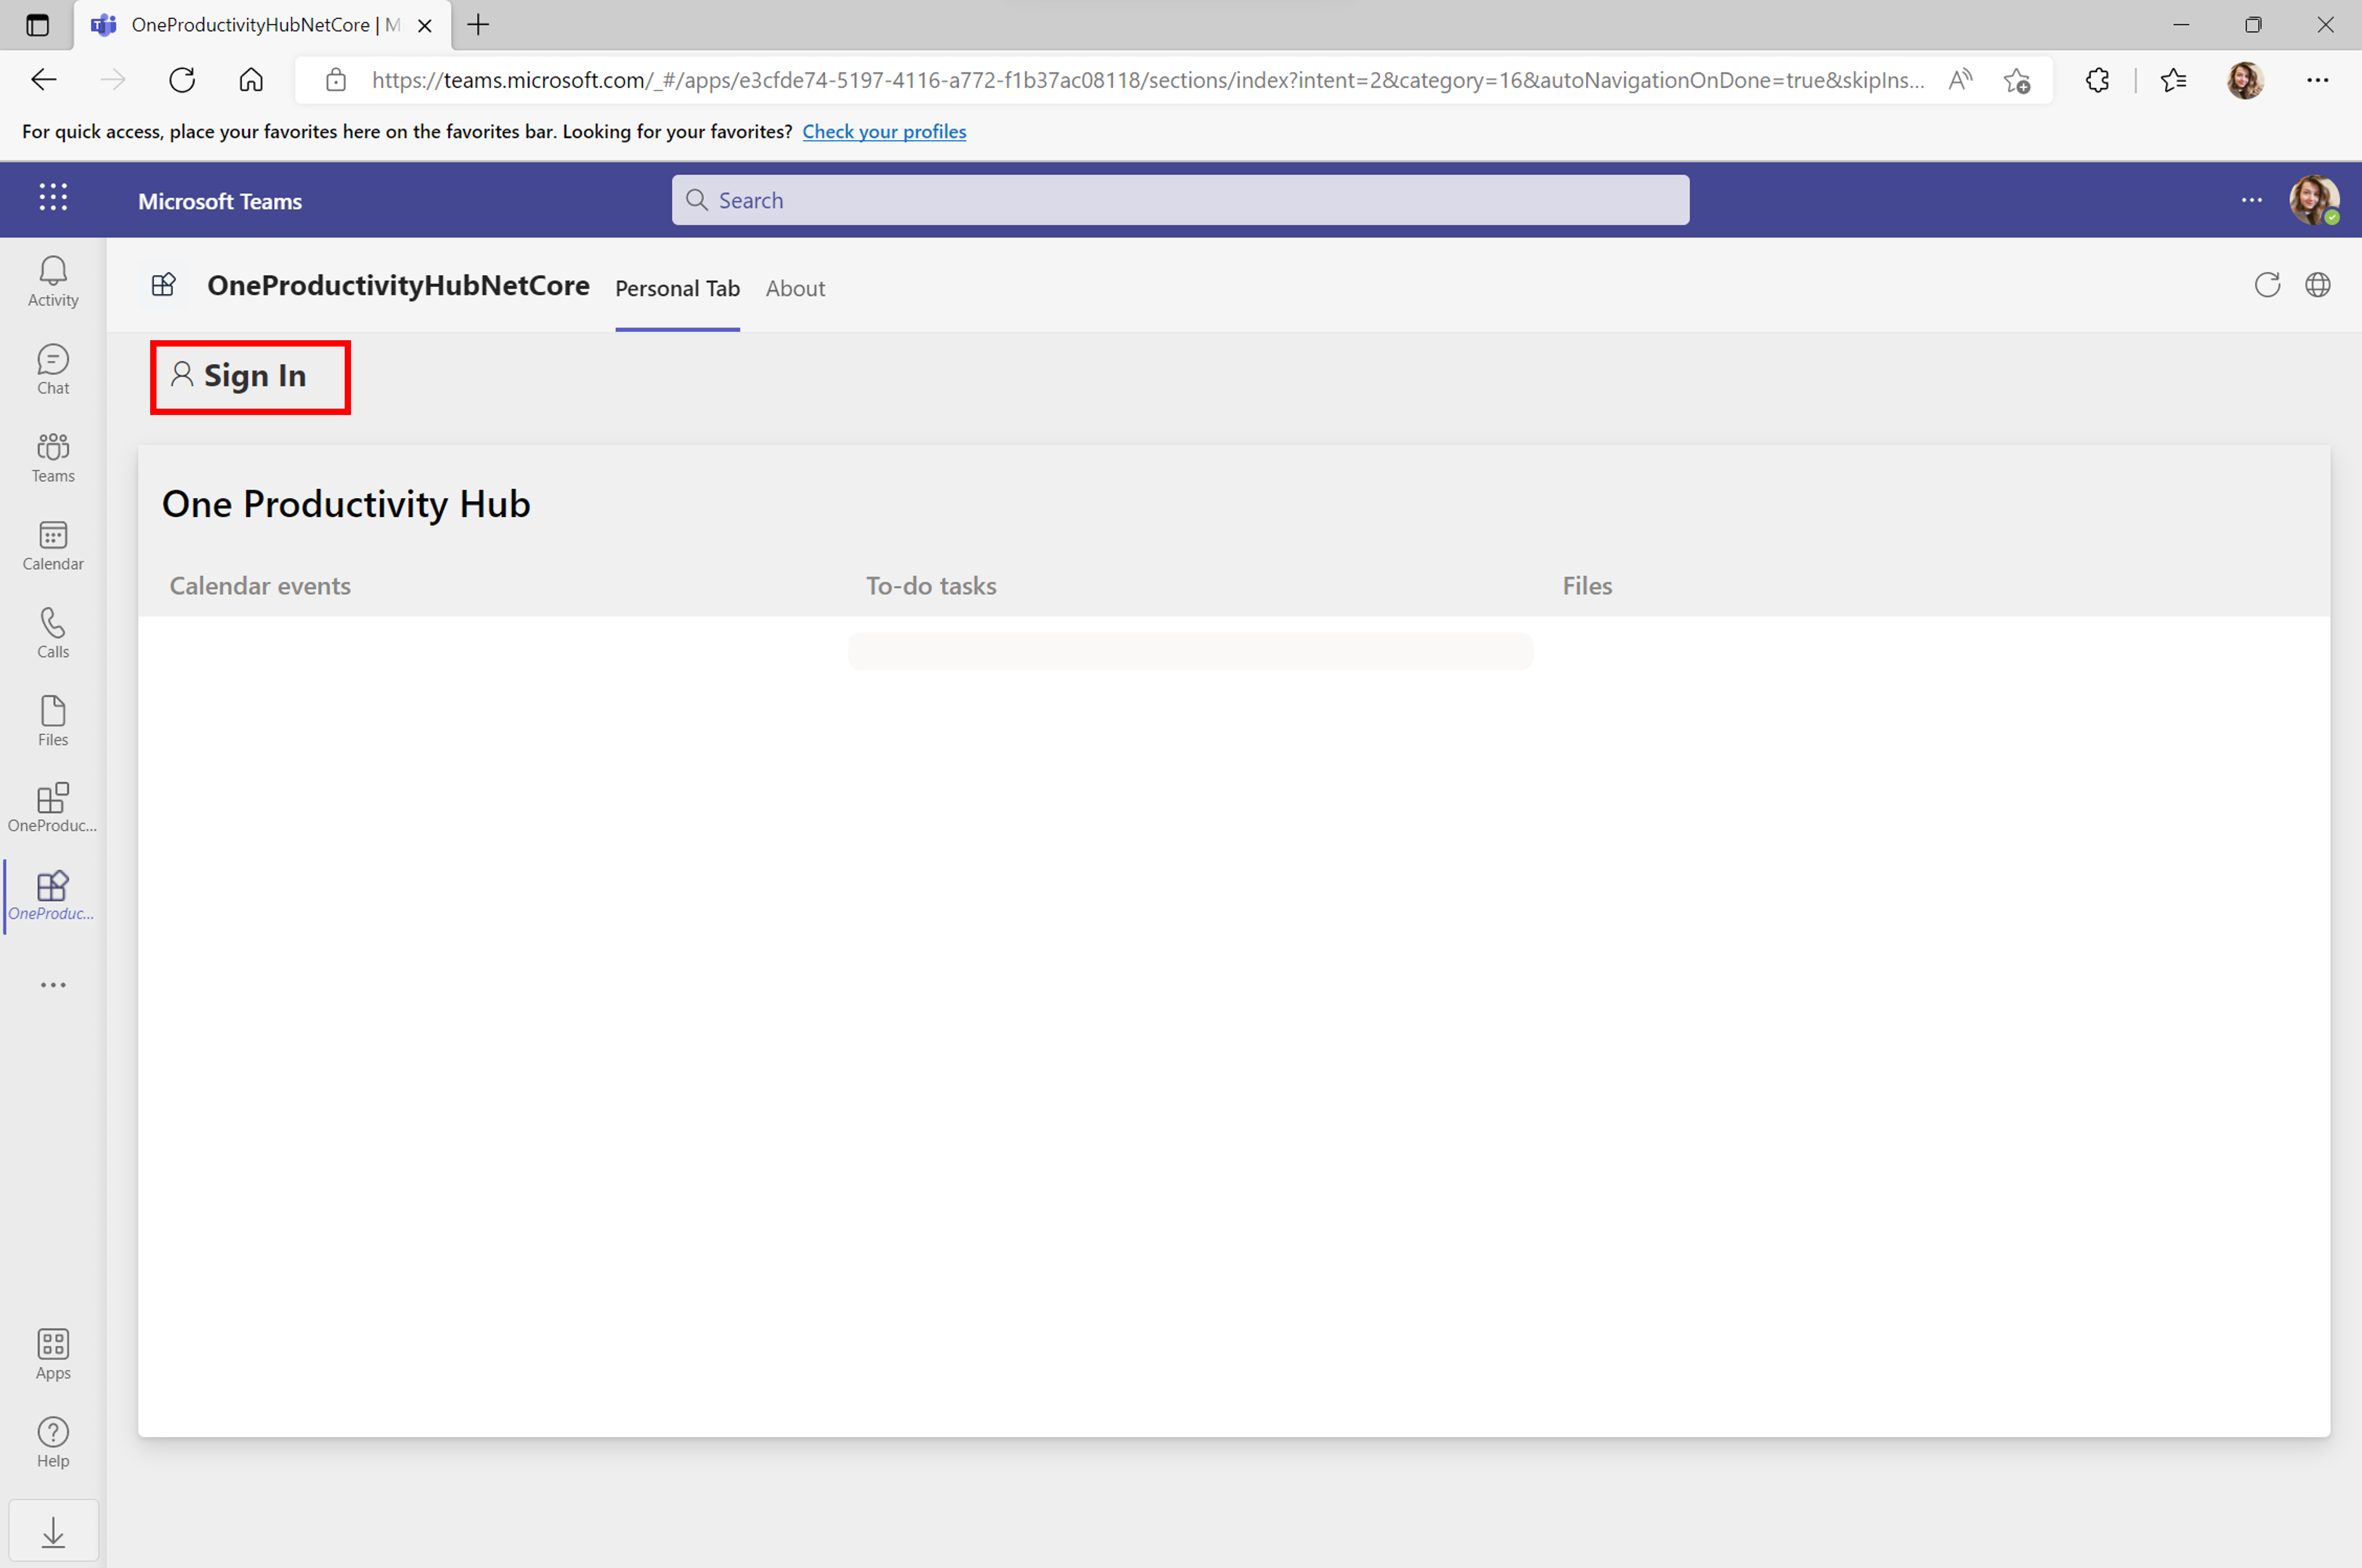 OneProductivityHubNetCore | M
https://teams.microsoft.com/_#/apps/e3cfde74-5197-4116-a772-f1b37ac08118/sections/index?intent=2&category=16&autoNavigationOnDone=true&skipIns...
For quick access, place your favorites here on the favorites bar. Looking for your favorites? Check your profiles
Microsoft Teams
Search
OneProductivityHubNetCore
Personal Tab
About
Activity
Sign In
Chat
Teams
One Productivity Hub
Calendar
Calendar events
To-do tasks
Files
Calls
Files
OneProduc...
OneProduc...
Apps
Help